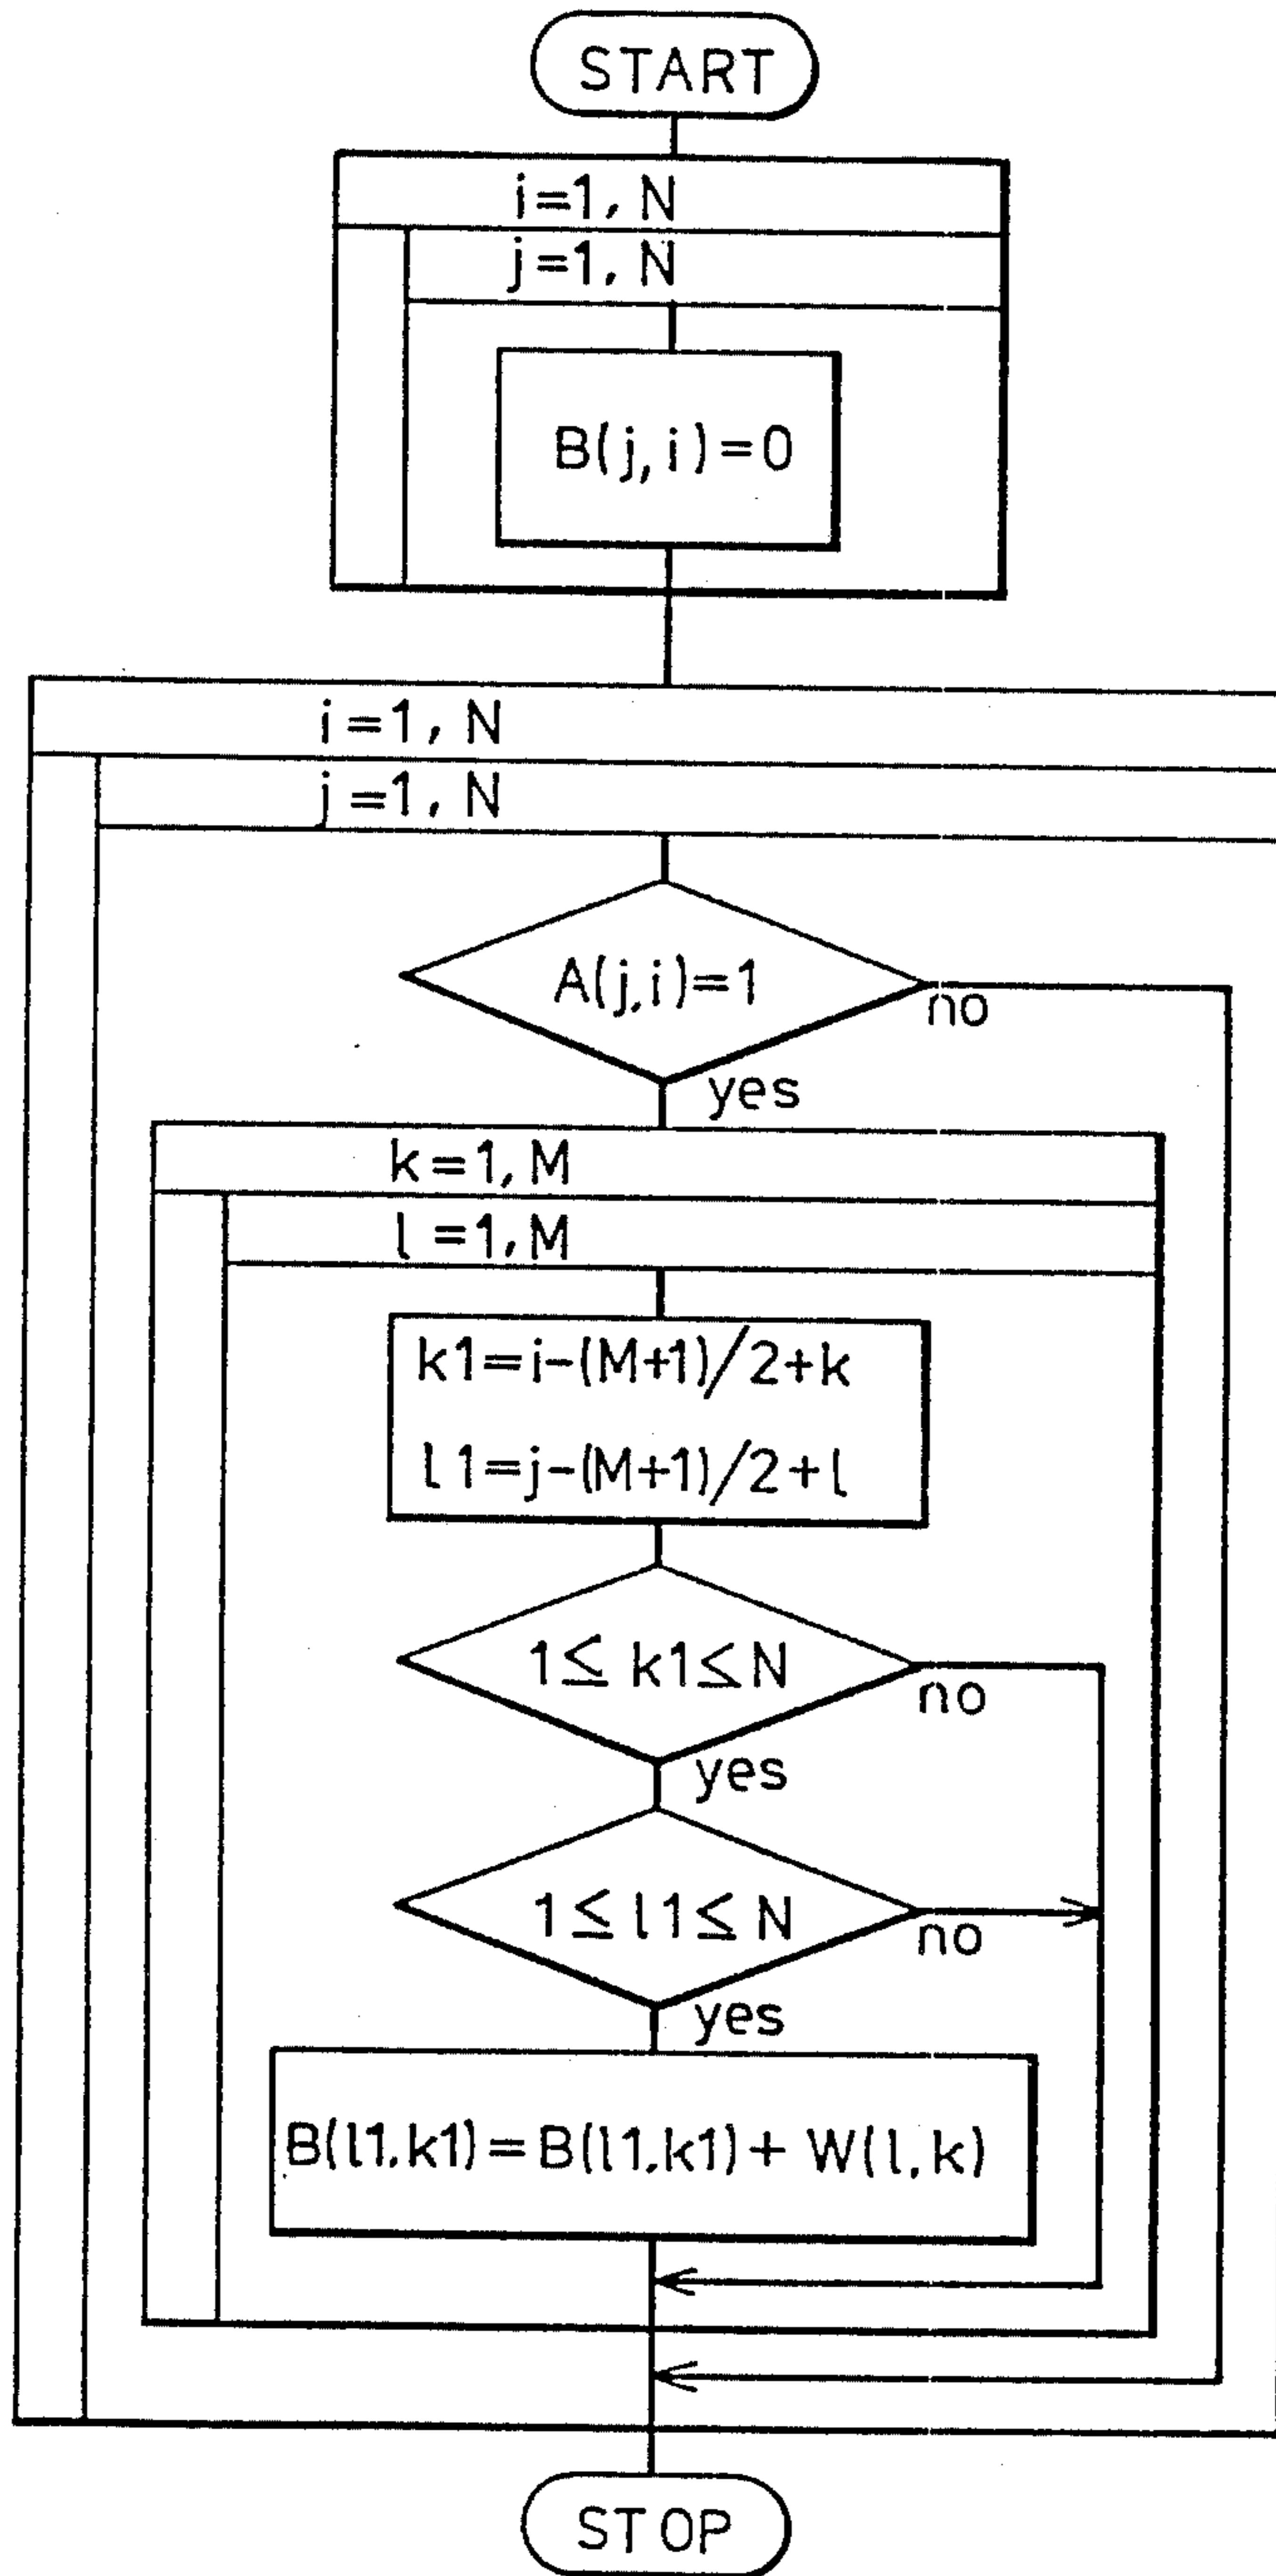 START
i=1, N
j=1, N
B(j,i)=0
i=1, N
j=1, N
A(j,i)=1
no
yes
k=1, M
l=1, M
k1=i-(M+1)/2+k
l1=j-(M+1)/2+l
1≤ k1≤N
no
yes
1≤ l1≤ N
no
yes
B(l1,k1)=B(l1,k1)+ W(l,k)
STOP